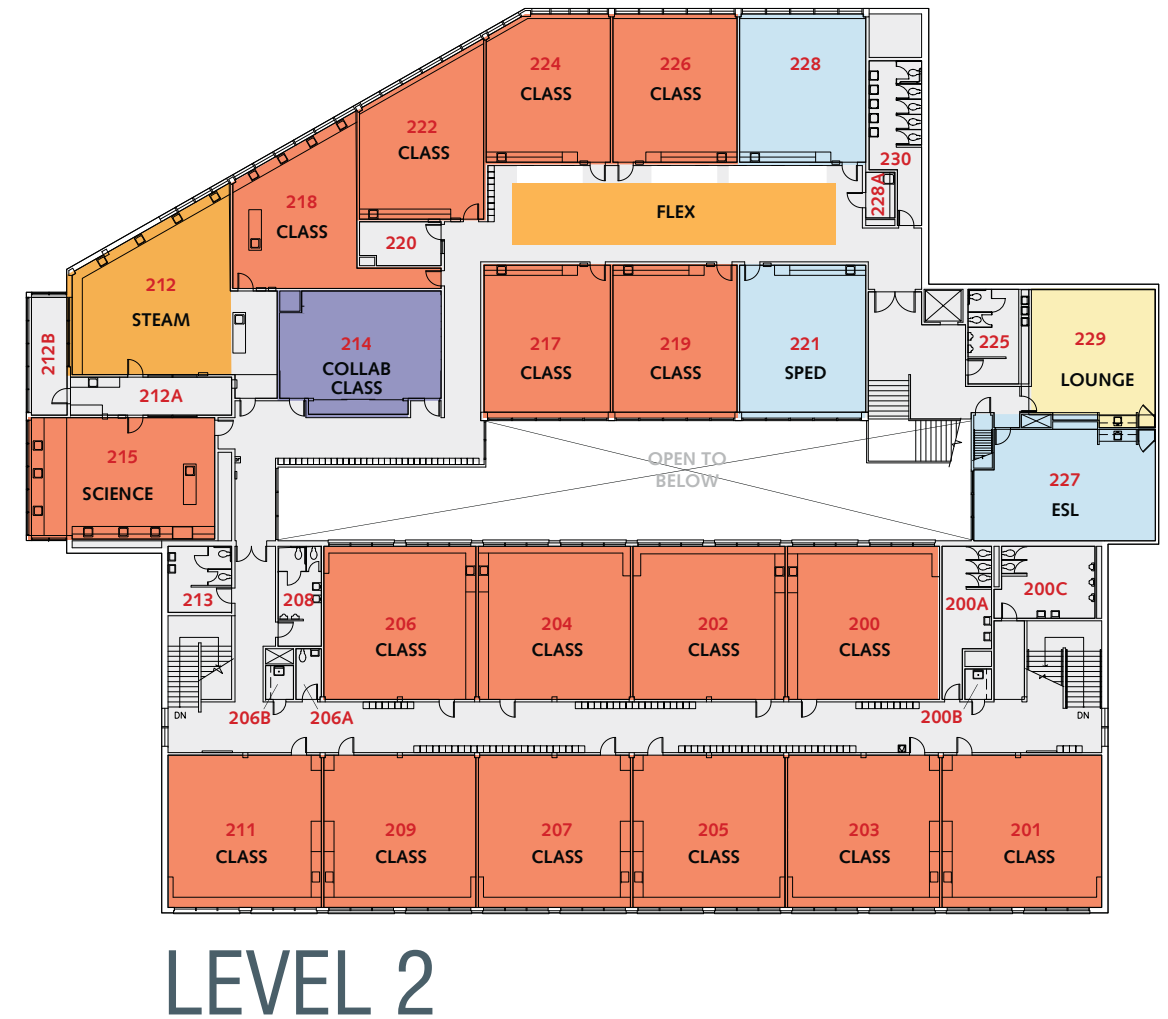 224
CLASS
226
CLASS
228
222
CLASS
230
228A
218
CLASS
FLEX
220
212
STEAM
212B
214
COLLAB
CLASS
217
CLASS
219
CLASS
221
SPED
225
229
LOUNGE
212A
215
SCIENCE
OPEN TO
BELOW
227
ESL
213
208
206
CLASS
204
CLASS
202
CLASS
200
CLASS
200A
200C
DN
206B
206A
200B
DN
211
CLASS
209
CLASS
207
CLASS
205
CLASS
203
CLASS
201
CLASS
LEVEL 2